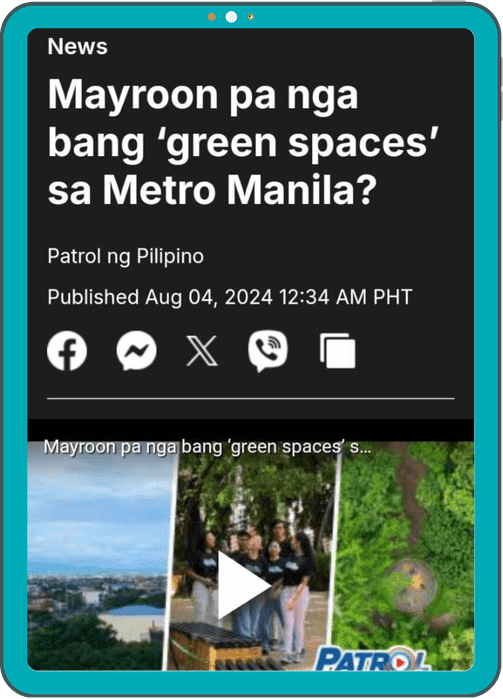 News
Mayroon pa nga
bang ‘green spaces’
sa Metro Manila?
Patrol ng Pilipino
Published Aug 04, 2024 12:34 AM PHT
Mayroon pa nga bang ‘green spaces’ s...
PATROL